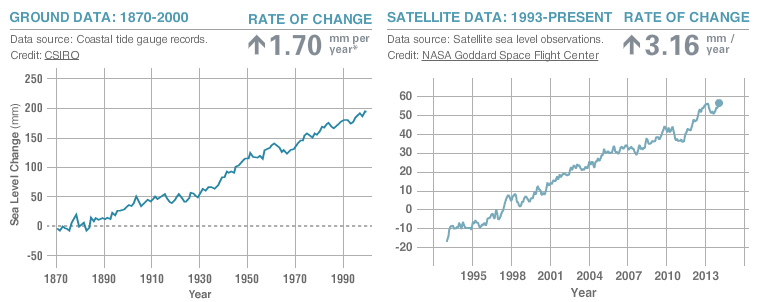 GROUND DATA: 1870-2000
RATE OF CHANGE
Data source: Coastal tide gauge records.
Credit: CSIRO
1.70 mm per year*
250
200
150
100
50
0
-50
Sea Level Change (mm)
1870 1890 1910 1930 1950 1970 1990
Year
SATELLITE DATA: 1993-PRESENT
RATE OF CHANGE
Data source: Satellite sea level observations.
Credit: NASA Goddard Space Flight Center
3.16 mm / year
60
50
40
30
20
10
0
-10
-20
1995 1998 2001 2004 2007 2010 2013
Year